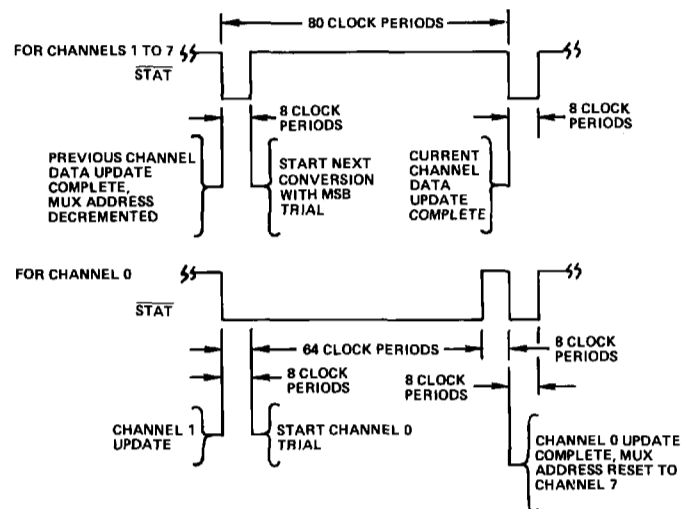 80 CLOCK PERIODS
FOR CHANNELS 1 TO 7
STAT
8 CLOCK
PERIODS
8 CLOCK
PERIODS
PREVIOUS CHANNEL
DATA UPDATE
COMPLETE,
MUX ADDRESS
DECREMENTED
START NEXT
CONVERSION
WITH MSB
TRIAL
CURRENT
CHANNEL
DATA
UPDATE
COMPLETE
FOR CHANNEL 0
STAT
64 CLOCK PERIODS
8 CLOCK
PERIODS
8 CLOCK
PERIODS
8 CLOCK
PERIODS
CHANNEL 1
UPDATE
START CHANNEL 0
TRIAL
CHANNEL 0 UPDATE
COMPLETE, MUX
ADDRESS RESET TO
CHANNEL 7